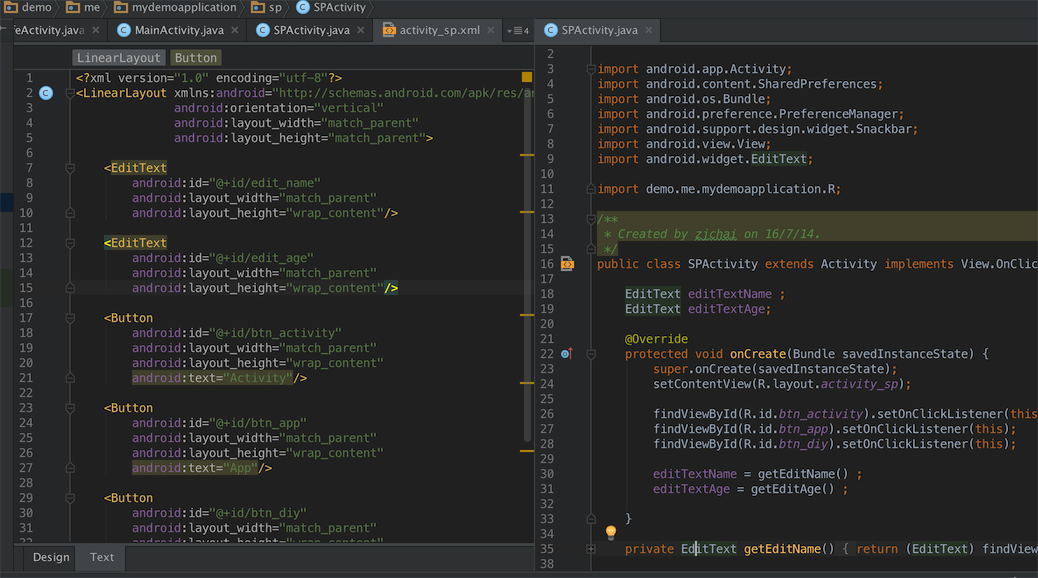 demo me mydemoapplication sp SPActivity
eActivity.java MainActivity.java SPActivity.java activity_sp.xml 4 SPActivity.java
LinearLayout Button
1 <?xml version="1.0" encoding="utf-8"?>
2 <LinearLayout xmlns:android="http://schemas.android.com/apk/res/an
3 android:orientation="vertical"
4 android:layout_width="match_parent"
5 android:layout_height="match_parent">
6
7 <EditText
8 android:id="@+id/edit_name"
9 android:layout_width="match_parent"
10 android:layout_height="wrap_content"/>
11
12 <EditText
13 android:id="@+id/edit_age"
14 android:layout_width="match_parent"
15 android:layout_height="wrap_content"/>
16
17 <Button
18 android:id="@+id/btn_activity"
19 android:layout_width="match_parent"
20 android:layout_height="wrap_content"
21 android:text="Activity"/>
22
23 <Button
24 android:id="@+id/btn_app"
25 android:layout_width="match_parent"
26 android:layout_height="wrap_content"
27 android:text="App"/>
28
29 <Button
30 android:id="@+id/btn_diy"
31 android:layout_width="match_parent"
32 android:layout_height="wrap_content"
Design Text
2
3 import android.app.Activity;
4 import android.content.SharedPreferences;
5 import android.os.Bundle;
6 import android.preference.PreferenceManager;
7 import android.support.design.widget.Snackbar;
8 import android.view.View;
9 import android.widget.EditText;
10
11 import demo.me.mydemoapplication.R;
12
13 /**
14 * Created by zjchai on 16/7/14.
15 */
16 public class SPActivity extends Activity implements View.OnClic
17
18 EditText editTextName ;
19 EditText editTextAge;
20
21 @Override
22 protected void onCreate(Bundle savedInstanceState) {
23 super.onCreate(savedInstanceState);
24 setContentView(R.layout.activity_sp);
25
26 findViewById(R.id.btn_activity).setOnClickListener(this
27 findViewById(R.id.btn_app).setOnClickListener(this);
28 findViewById(R.id.btn_diy).setOnClickListener(this);
29
30 editTextName = getEditName() ;
31 editTextAge = getEditAge() ;
32
33 }
34
35 private EditText getEditName() { return (EditText) findView
38